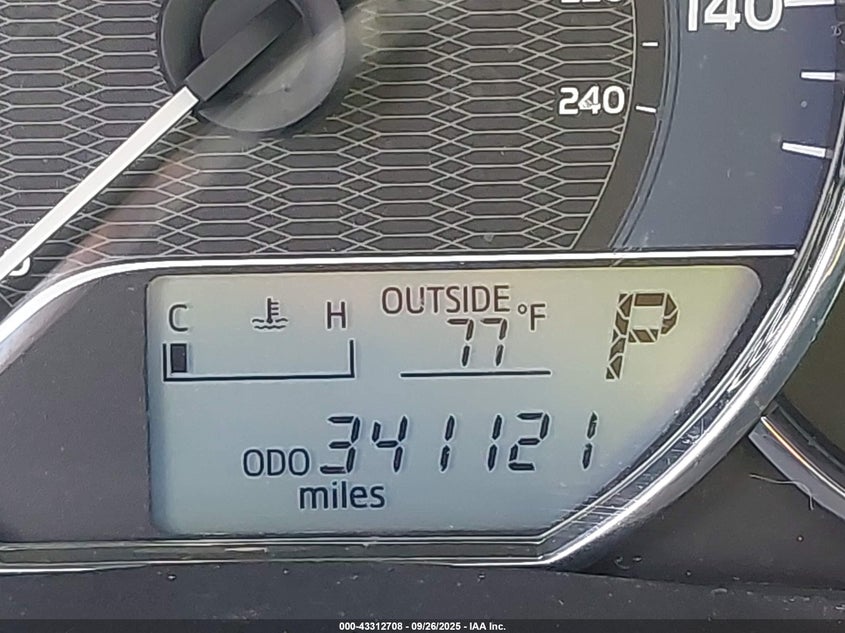 140
240
C H OUTSIDE 77 °F P
ODO 341121
miles
000-43312708 - 09/26/2025 - IAA Inc.